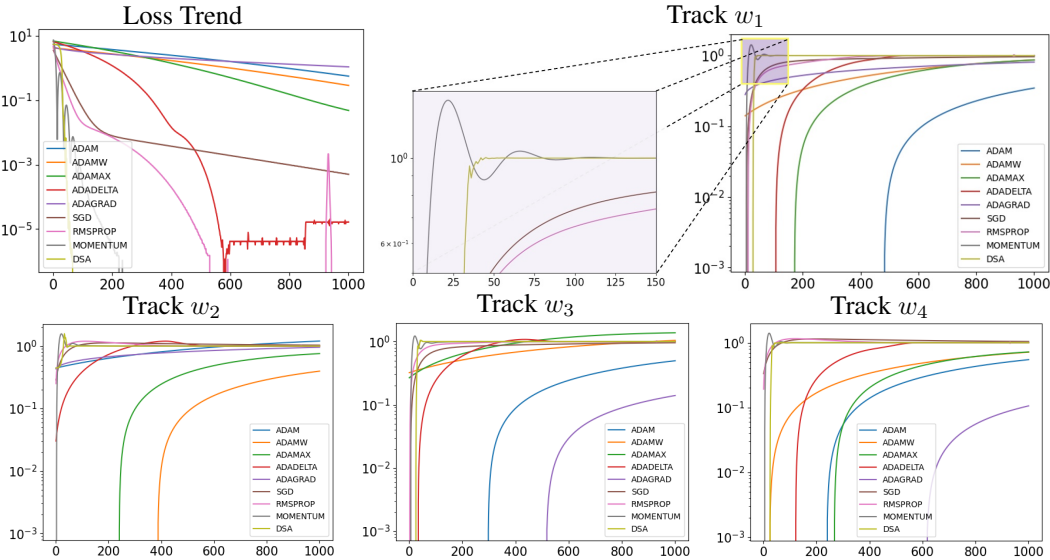 Loss Trend
Track w1
10^1
10^-1
10^-3
10^-5
ADAM
ADAMW
ADAMAX
ADADELTA
ADAGRAD
SGD
RMSPROP
MOMENTUM
DSA
0 200 400 600 800 1000
10^0
6×10^-1
0 25 50 75 100 125 150
10^0
10^-1
10^-2
10^-3
ADAM
ADAMW
ADAMAX
ADADELTA
ADAGRAD
SGD
RMSPROP
MOMENTUM
DSA
0 200 400 600 800 1000
Track w2
Track w3
Track w4
10^0
10^-1
10^-2
10^-3
ADAM
ADAMW
ADAMAX
ADADELTA
ADAGRAD
SGD
RMSPROP
MOMENTUM
DSA
0 200 400 600 800 1000
10^0
10^-1
10^-2
10^-3
ADAM
ADAMW
ADAMAX
ADADELTA
ADAGRAD
SGD
RMSPROP
MOMENTUM
DSA
0 200 400 600 800 1000
10^0
10^-1
10^-2
10^-3
ADAM
ADAMW
ADAMAX
ADADELTA
ADAGRAD
SGD
RMSPROP
MOMENTUM
DSA
0 200 400 600 800 1000